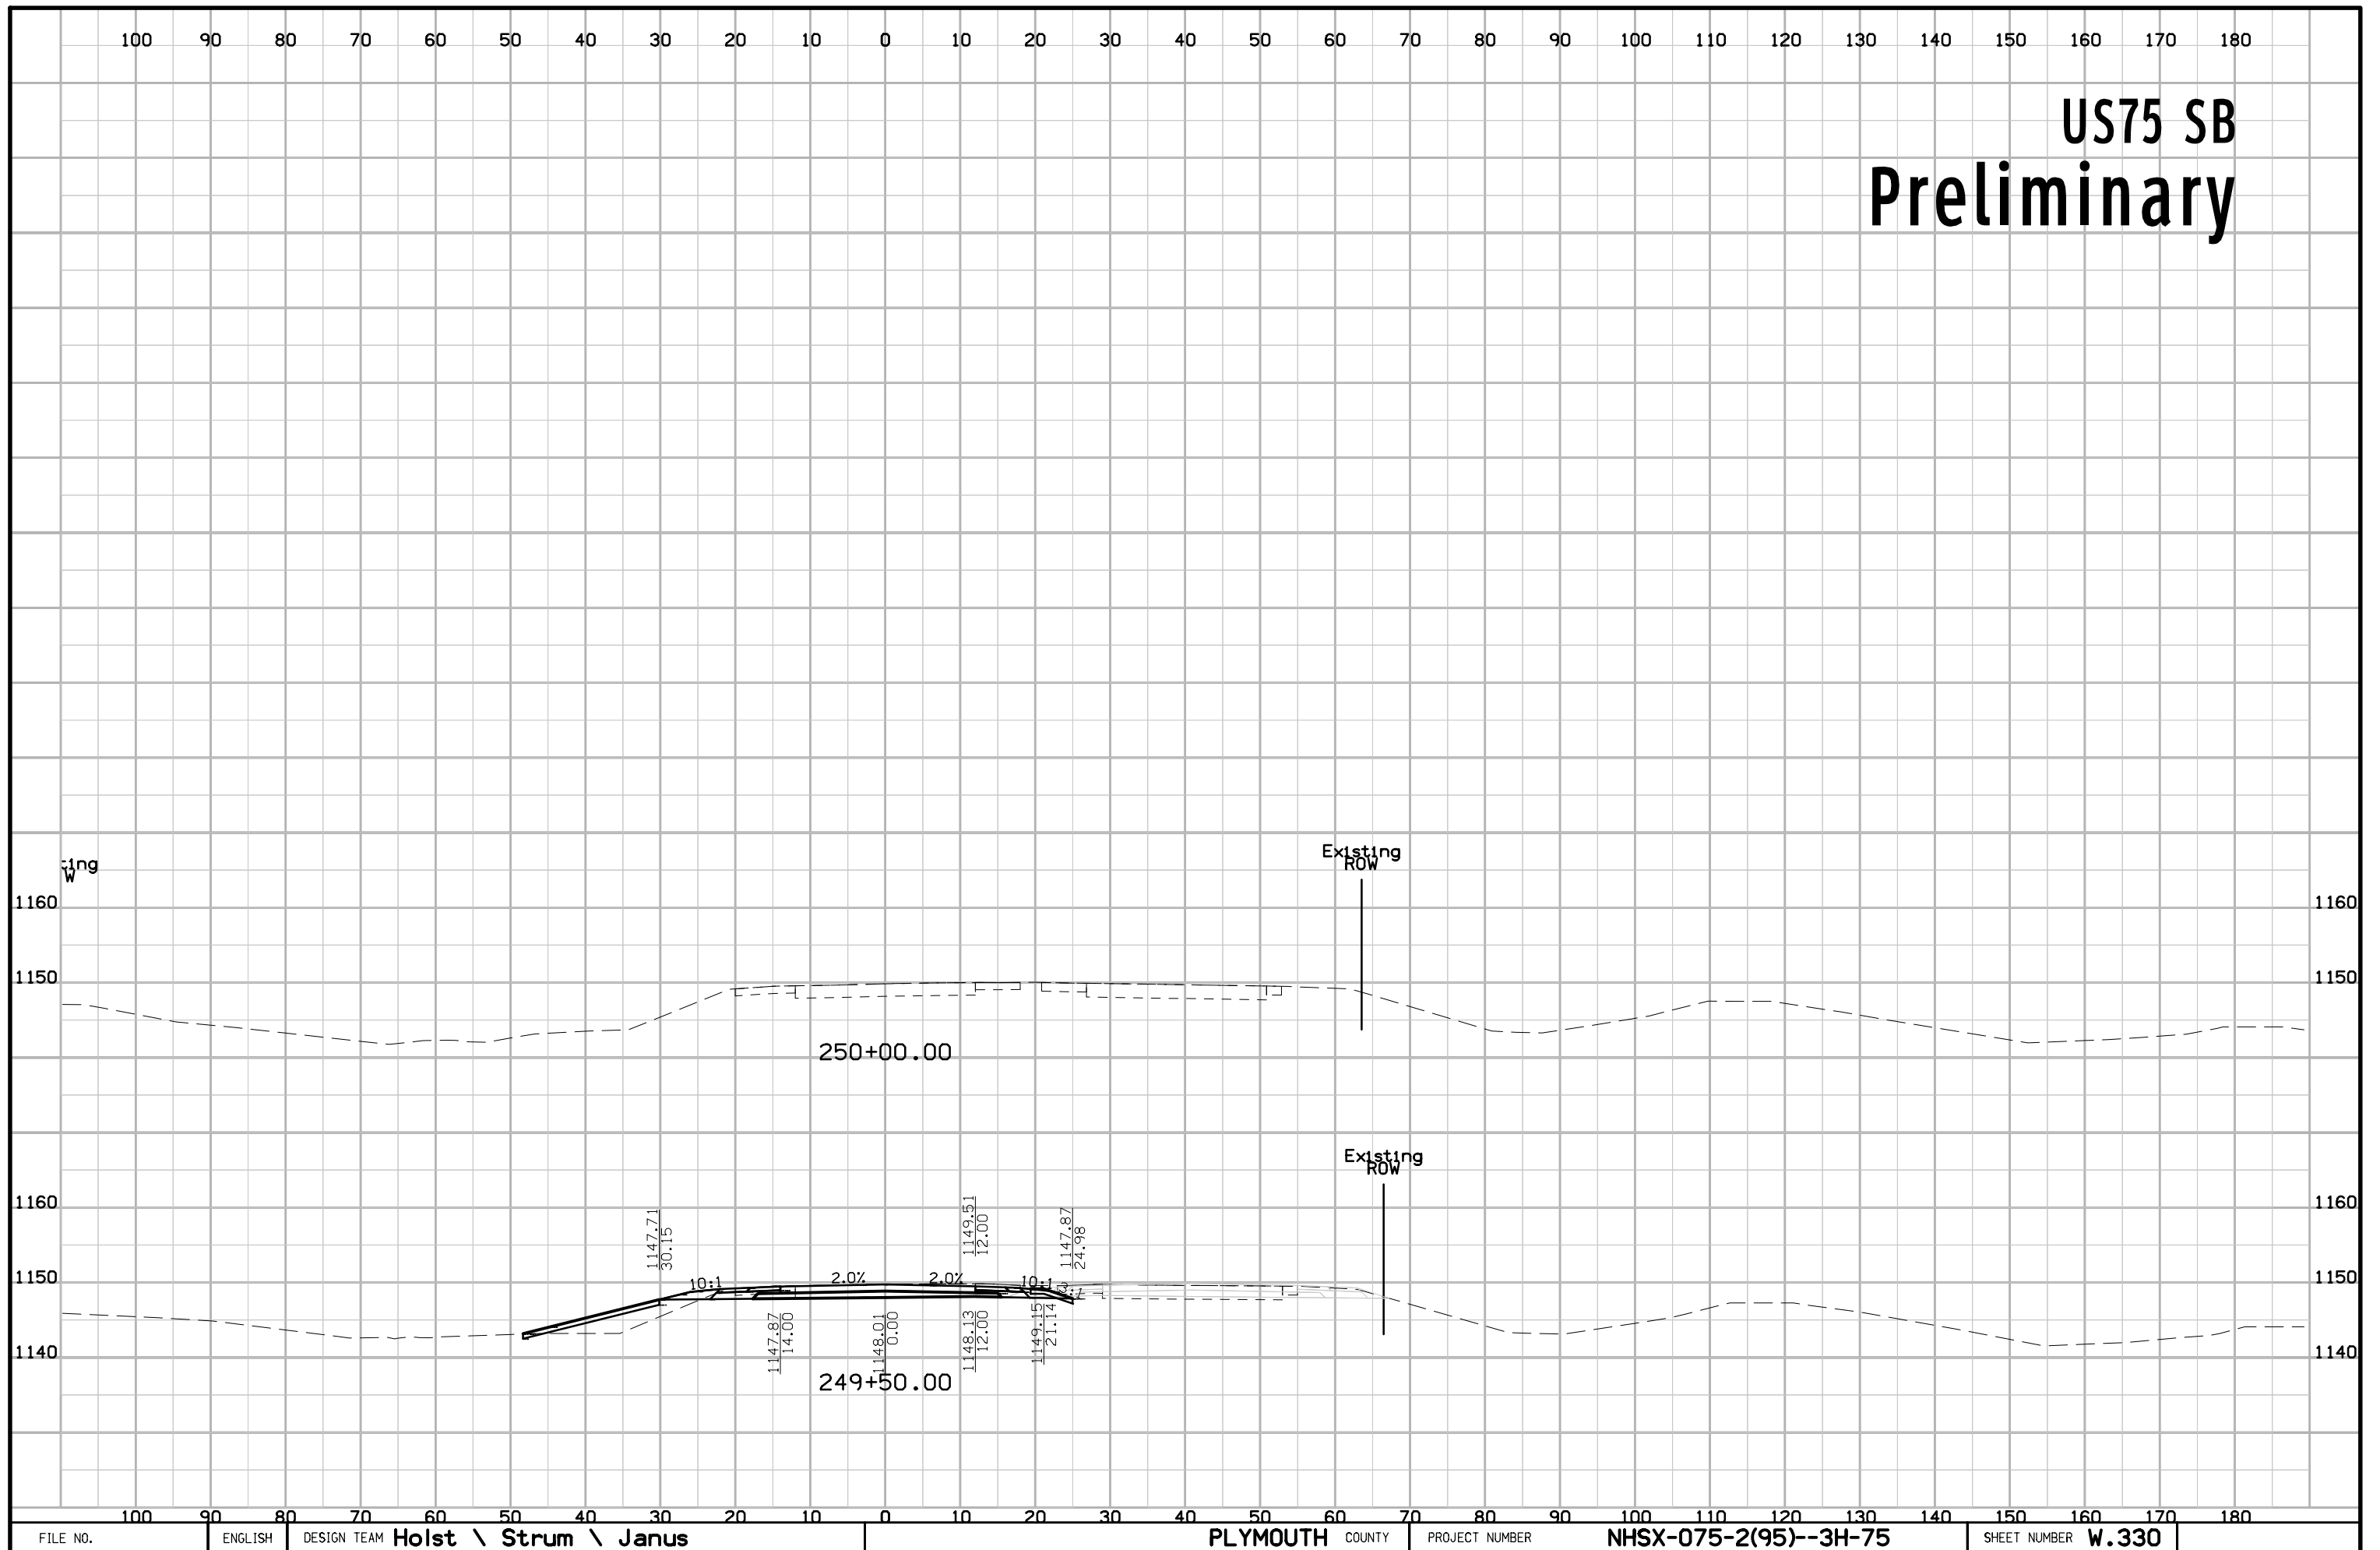 100 90 80 70 60 50 40 30 20 10 0 10 20 30 40 50 60 70 80 90 100 110 120 130 140 150 160 170 180
US75 SB
Preliminary
Existing
ROW
ting
W
1160 1160
1150 1150
250+00.00
Existing
ROW
1160 1160
1147.71
30.15
1149.51
12.00
1147.87
24.98
1150 1150
10:1 2.0% 2.0% 10:1 3:1
1147.87
14.00
1148.01
0.00
1148.13
12.00
1149.15
21.14
1140 1140
249+50.00
100 90 80 70 60 50 40 30 20 10 0 10 20 30 40 50 60 70 80 90 100 110 120 130 140 150 160 170 180
FILE NO. ENGLISH DESIGN TEAM Holst \ Strum \ Janus PLYMOUTH COUNTY PROJECT NUMBER NHSX-075-2(95)--3H-75 SHEET NUMBER W.330